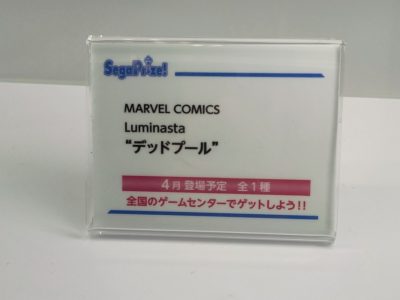 SegaPrize!
MARVEL COMICS
Luminasta
“デッドプール”
4月 登場予定 全1種
全国のゲームセンターでゲットしよう!!